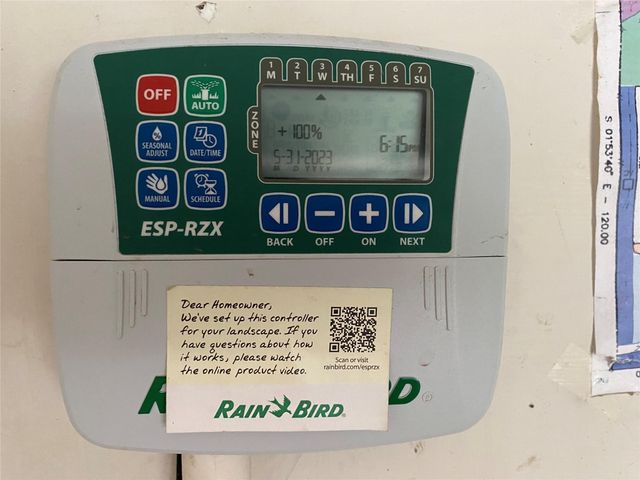 1 2 3 4 5 6 7
M T W TH F S SU
OFF
AUTO
ZONE
+100%
6:15PM
5-31-2023
M D YYYY
SEASONAL
ADJUST
DATE/TIME
MANUAL
SCHEDULE
ESP-RZX
BACK OFF ON NEXT
Dear Homeowner,
We've set up this controller
for your landscape. If you
have questions about how
it works, please watch
the online product video.
Scan or visit
rainbird.com/esprzx
RAIN BIRD®
R RD®
S 01°53'40" E - 120.00